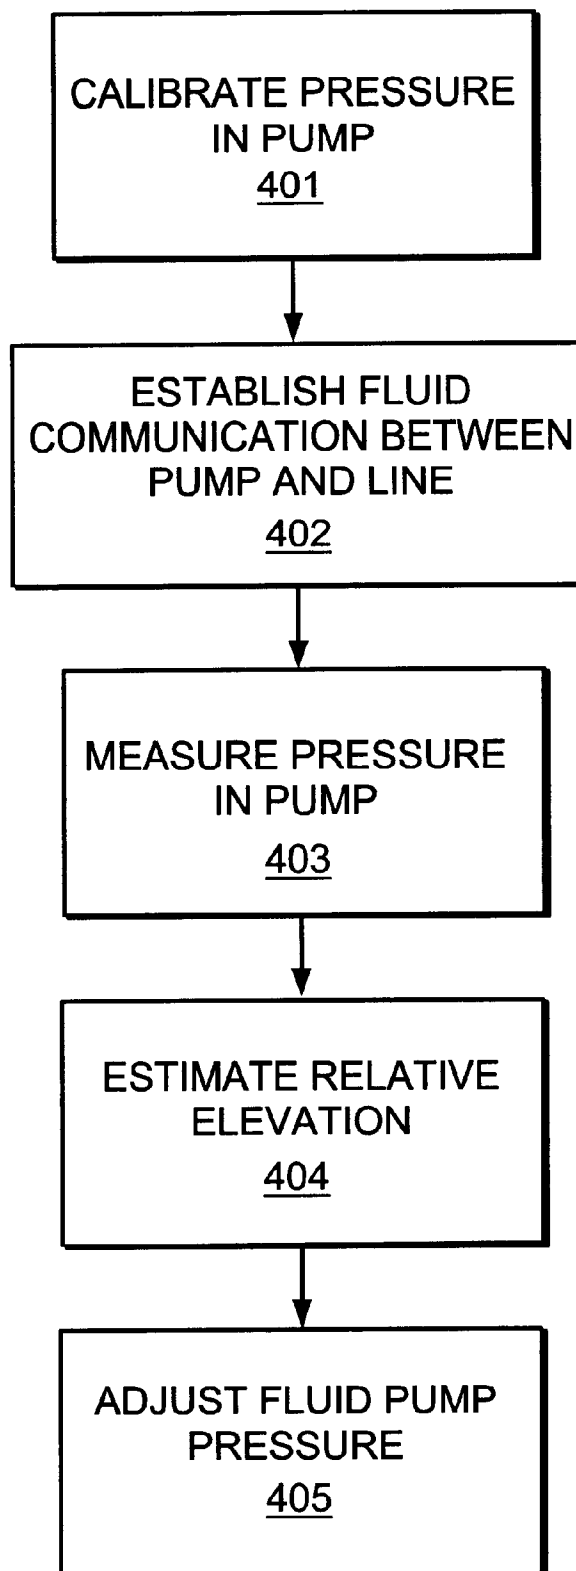 CALIBRATE PRESSURE
IN PUMP
401
ESTABLISH FLUID
COMMUNICATION BETWEEN
PUMP AND LINE
402
MEASURE PRESSURE
IN PUMP
403
ESTIMATE RELATIVE
ELEVATION
404
ADJUST FLUID PUMP
PRESSURE
405